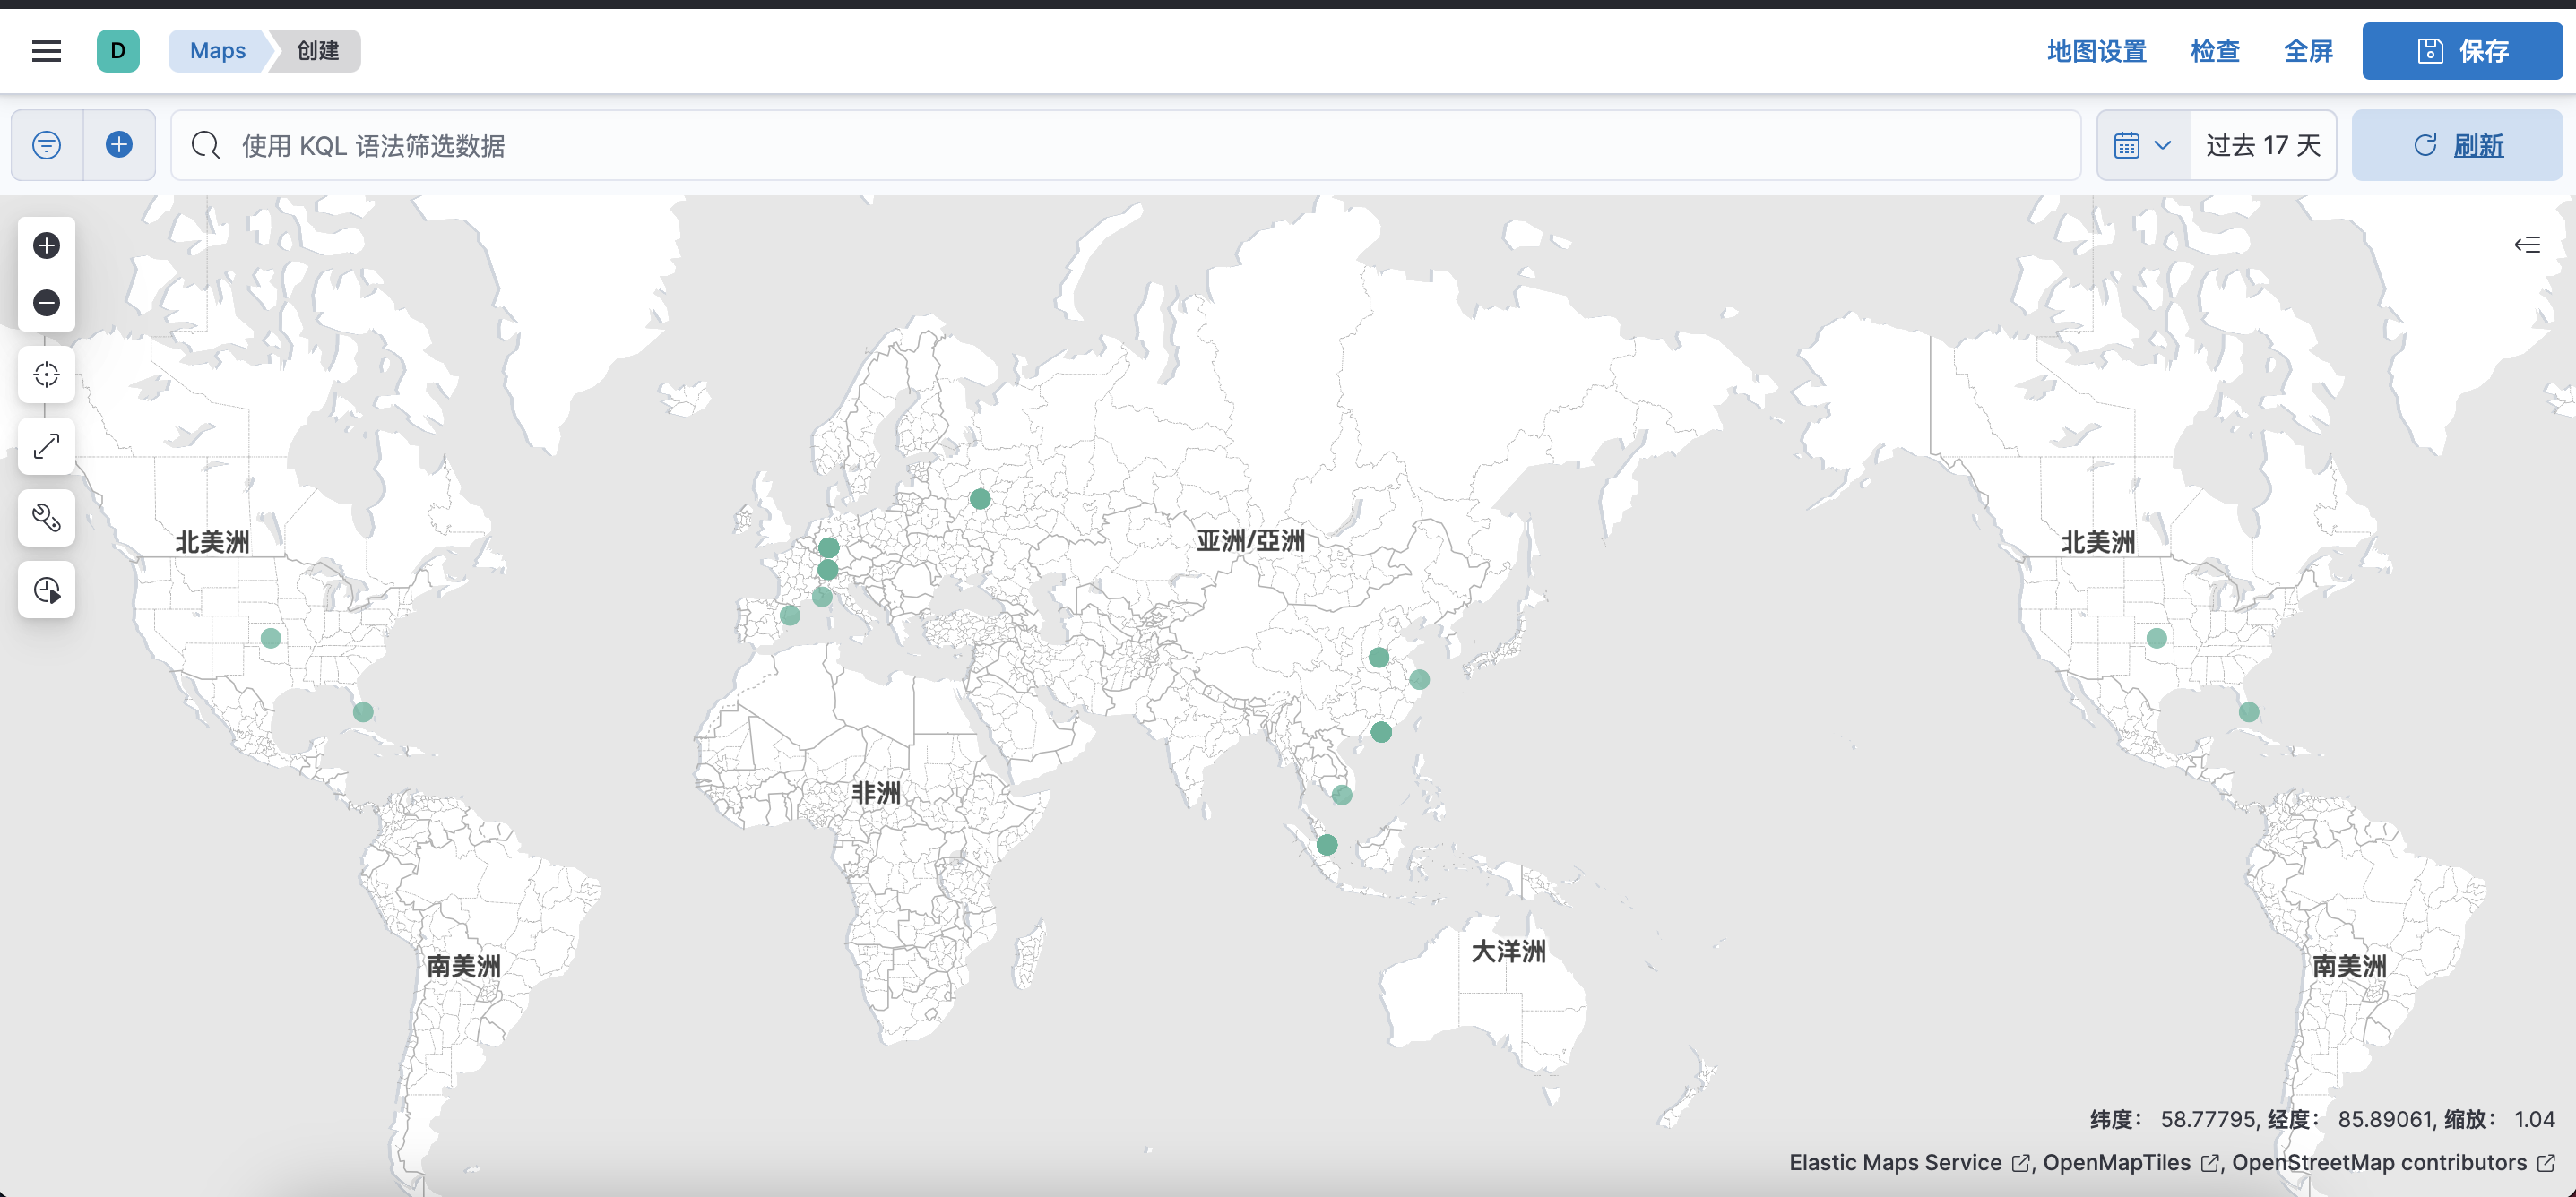 D Maps 创建 地图设置 检查 全屏 保存
使用 KQL 语法筛选数据 过去 17 天 刷新
北美洲 亚洲/亞洲 北美洲
非洲
大洋洲
南美洲 南美洲
纬度： 58.77795, 经度： 85.89061, 缩放： 1.04
Elastic Maps Service , OpenMapTiles , OpenStreetMap contributors